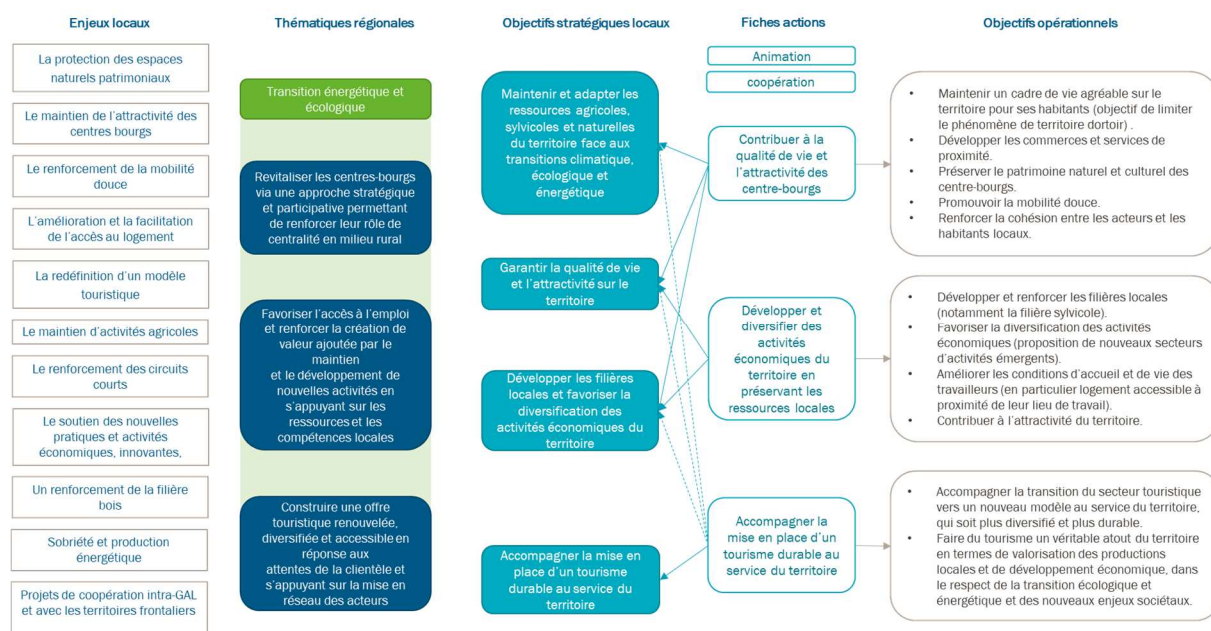 Enjeux locaux
La protection des espaces
naturels patrimoniaux
Le maintien de l'attractivité des
centres bourgs
Le renforcement de la mobilité
douce
L'amélioration et la facilitation
de l'accès au logement
La redéfinition d'un modèle
touristique
Le maintien d'activités agricoles
Le renforcement des circuits
courts
Le soutien des nouvelles
pratiques et activités
économiques, innovantes,
Un renforcement de la filière
bois
Sobriété et production
énergétique
Projets de coopération intra-GAL
et avec les territoires frontaliers
Thématiques régionales
Transition énergétique et
écologique
Revitaliser les centres-bourgs
via une approche stratégique
et participative permettant
de renforcer leur rôle de
centralité en milieu rural
Favoriser l'accès à l'emploi
et renforcer la création de
valeur ajoutée par le
maintien
et le développement de
nouvelles activités en
s'appuyant sur les
ressources et les
compétences locales
Construire une offre
touristique renouvelée,
diversifiée et accessible en
réponse aux
attentes de la clientèle et
s'appuyant sur la mise en
réseau des acteurs
Objectifs stratégiques locaux
Maintenir et adapter les
ressources agricoles,
sylvicoles et naturelles
du territoire face aux
transitions climatique,
écologique et
énergétique
Garantir la qualité de vie
et l'attractivité sur le
territoire
Développer les filières
locales et favoriser la
diversification des
activités économiques du
territoire
Accompagner la mise en
place d'un tourisme
durable au service du
territoire
Fiches actions
Animation
coopération
Contribuer à la
qualité de vie et
l'attractivité des
centre-bourgs
Développer et
diversifier des
activités
économiques du
territoire en
préservant les
ressources locales
Accompagner la
mise en place d'un
tourisme durable au
service du territoire
Objectifs opérationnels
• Maintenir un cadre de vie agréable sur le
territoire pour ses habitants (objectif de limiter
le phénomène de territoire dortoir) .
• Développer les commerces et services de
proximité.
• Préserver le patrimoine naturel et culturel des
centre-bourgs.
• Promouvoir la mobilité douce.
• Renforcer la cohésion entre les acteurs et les
habitants locaux.
• Développer et renforcer les filières locales
(notamment la filière sylvicole).
• Favoriser la diversification des activités
économiques (proposition de nouveaux secteurs
d'activités émergents).
• Améliorer les conditions d'accueil et de vie des
travailleurs (en particulier logement accessible à
proximité de leur lieu de travail).
• Contribuer à l'attractivité du territoire.
• Accompagner la transition du secteur touristique
vers un nouveau modèle au service du territoire,
qui soit plus diversifié et plus durable.
• Faire du tourisme un véritable atout du territoire
en termes de valorisation des productions
locales et de développement économique, dans
le respect de la transition écologique et
énergétique et des nouveaux enjeux sociétaux.